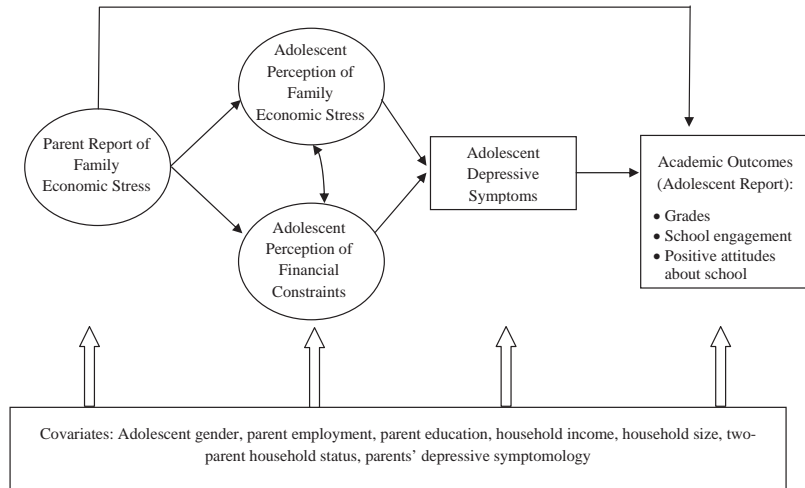 Adolescent
Perception of
Family
Economic Stress
Parent Report of
Family
Economic Stress
Adolescent
Perception of
Financial
Constraints
Adolescent
Depressive
Symptoms
Academic Outcomes
(Adolescent Report):
• Grades
• School engagement
• Positive attitudes
about school
Covariates: Adolescent gender, parent employment, parent education, household income, household size, two-
parent household status, parents’ depressive symptomology